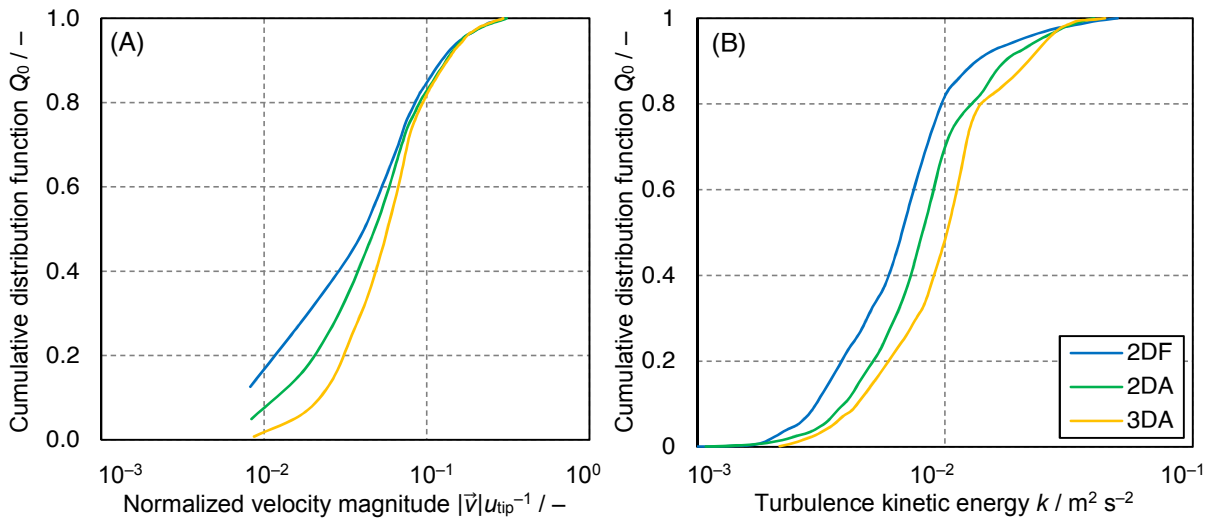 (A)
Cumulative distribution function Q₀ / –
1.0
0.8
0.6
0.4
0.2
0.0
10⁻³
10⁻²
10⁻¹
10⁰
Normalized velocity magnitude |v⃗|uₜᵢₚ⁻¹ / –
(B)
Cumulative distribution function Q₀ / –
1.0
0.8
0.6
0.4
0.2
0
10⁻³
10⁻²
10⁻¹
Turbulence kinetic energy k / m² s⁻²
2DF
2DA
3DA